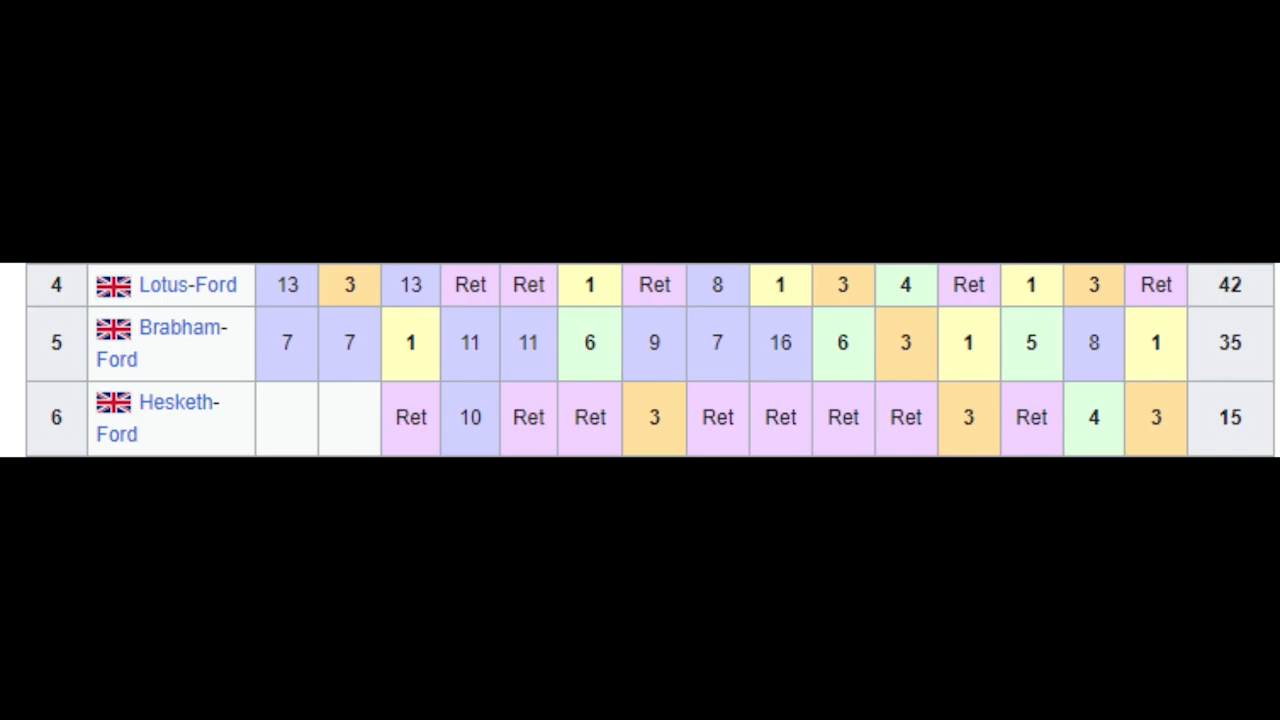 4 Lotus-Ford 13 3 13 Ret Ret 1 Ret 8 1 3 4 Ret 1 3 Ret 42
5 Brabham-
Ford 7 7 1 11 11 6 9 7 16 6 3 1 5 8 1 35
6 Hesketh-
Ford Ret 10 Ret Ret 3 Ret Ret Ret Ret 3 Ret 4 3 15